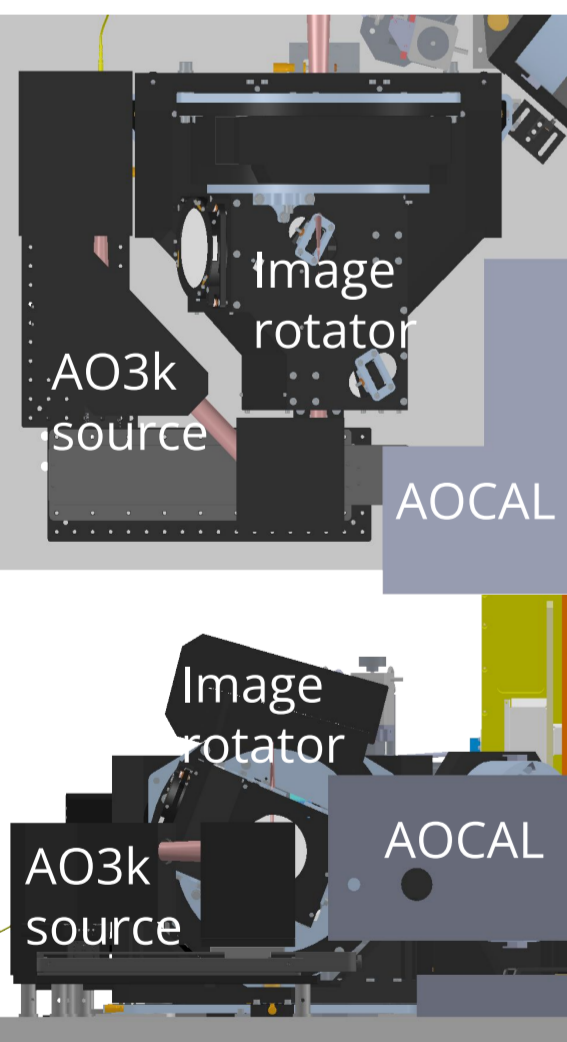 Image
rotator
AO3k
source
AOCAL
Image
rotator
AOCAL
AO3k
source